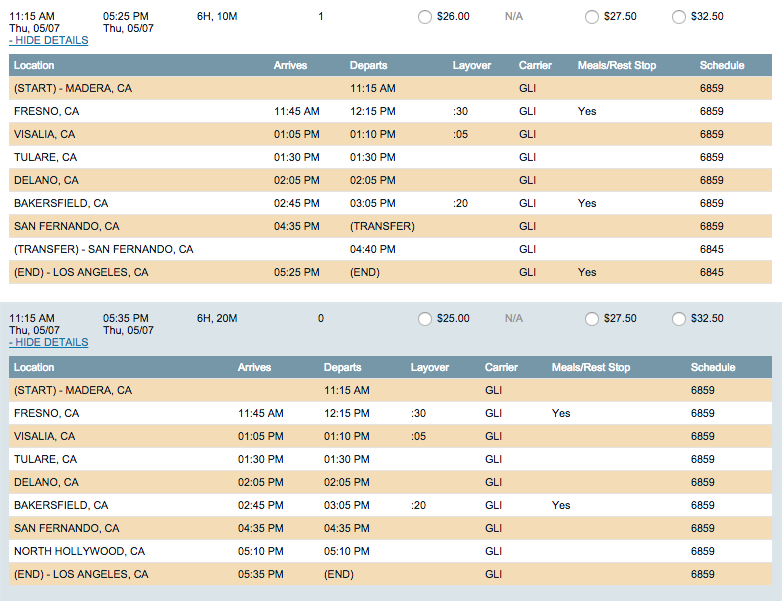 11:15 AM 05:25 PM 6H, 10M 1 $26.00 N/A $27.50 $32.50
Thu, 05/07 Thu, 05/07
- HIDE DETAILS
Location Arrives Departs Layover Carrier Meals/Rest Stop Schedule
(START) - MADERA, CA 11:15 AM GLI 6859
FRESNO, CA 11:45 AM 12:15 PM :30 GLI Yes 6859
VISALIA, CA 01:05 PM 01:10 PM :05 GLI 6859
TULARE, CA 01:30 PM 01:30 PM GLI 6859
DELANO, CA 02:05 PM 02:05 PM GLI 6859
BAKERSFIELD, CA 02:45 PM 03:05 PM :20 GLI Yes 6859
SAN FERNANDO, CA 04:35 PM (TRANSFER) GLI 6859
(TRANSFER) - SAN FERNANDO, CA 04:40 PM GLI 6845
(END) - LOS ANGELES, CA 05:25 PM (END) GLI Yes 6845
11:15 AM 05:35 PM 6H, 20M 0 $25.00 N/A $27.50 $32.50
Thu, 05/07 Thu, 05/07
- HIDE DETAILS
Location Arrives Departs Layover Carrier Meals/Rest Stop Schedule
(START) - MADERA, CA 11:15 AM GLI 6859
FRESNO, CA 11:45 AM 12:15 PM :30 GLI Yes 6859
VISALIA, CA 01:05 PM 01:10 PM :05 GLI 6859
TULARE, CA 01:30 PM 01:30 PM GLI 6859
DELANO, CA 02:05 PM 02:05 PM GLI 6859
BAKERSFIELD, CA 02:45 PM 03:05 PM :20 GLI Yes 6859
SAN FERNANDO, CA 04:35 PM 04:35 PM GLI 6859
NORTH HOLLYWOOD, CA 05:10 PM 05:10 PM GLI 6859
(END) - LOS ANGELES, CA 05:35 PM (END) GLI 6859